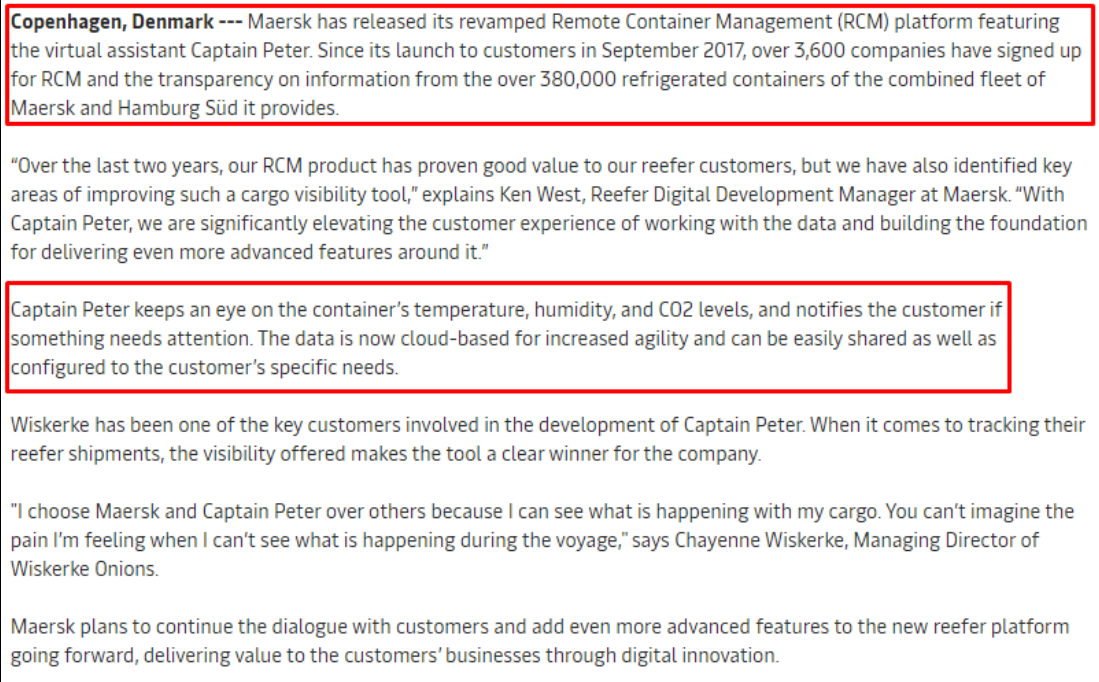 Copenhagen, Denmark --- Maersk has released its revamped Remote Container Management (RCM) platform featuring
the virtual assistant Captain Peter. Since its launch to customers in September 2017, over 3,600 companies have signed up
for RCM and the transparency on information from the over 380,000 refrigerated containers of the combined fleet of
Maersk and Hamburg Süd it provides.
“Over the last two years, our RCM product has proven good value to our reefer customers, but we have also identified key
areas of improving such a cargo visibility tool,” explains Ken West, Reefer Digital Development Manager at Maersk. “With
Captain Peter, we are significantly elevating the customer experience of working with the data and building the foundation
for delivering even more advanced features around it.”
Captain Peter keeps an eye on the container’s temperature, humidity, and CO2 levels, and notifies the customer if
something needs attention. The data is now cloud-based for increased agility and can be easily shared as well as
configured to the customer’s specific needs.
Wiskerke has been one of the key customers involved in the development of Captain Peter. When it comes to tracking their
reefer shipments, the visibility offered makes the tool a clear winner for the company.
"I choose Maersk and Captain Peter over others because I can see what is happening with my cargo. You can’t imagine the
pain I’m feeling when I can’t see what is happening during the voyage,” says Chayenne Wiskerke, Managing Director of
Wiskerke Onions.
Maersk plans to continue the dialogue with customers and add even more advanced features to the new reefer platform
going forward, delivering value to the customers’ businesses through digital innovation.